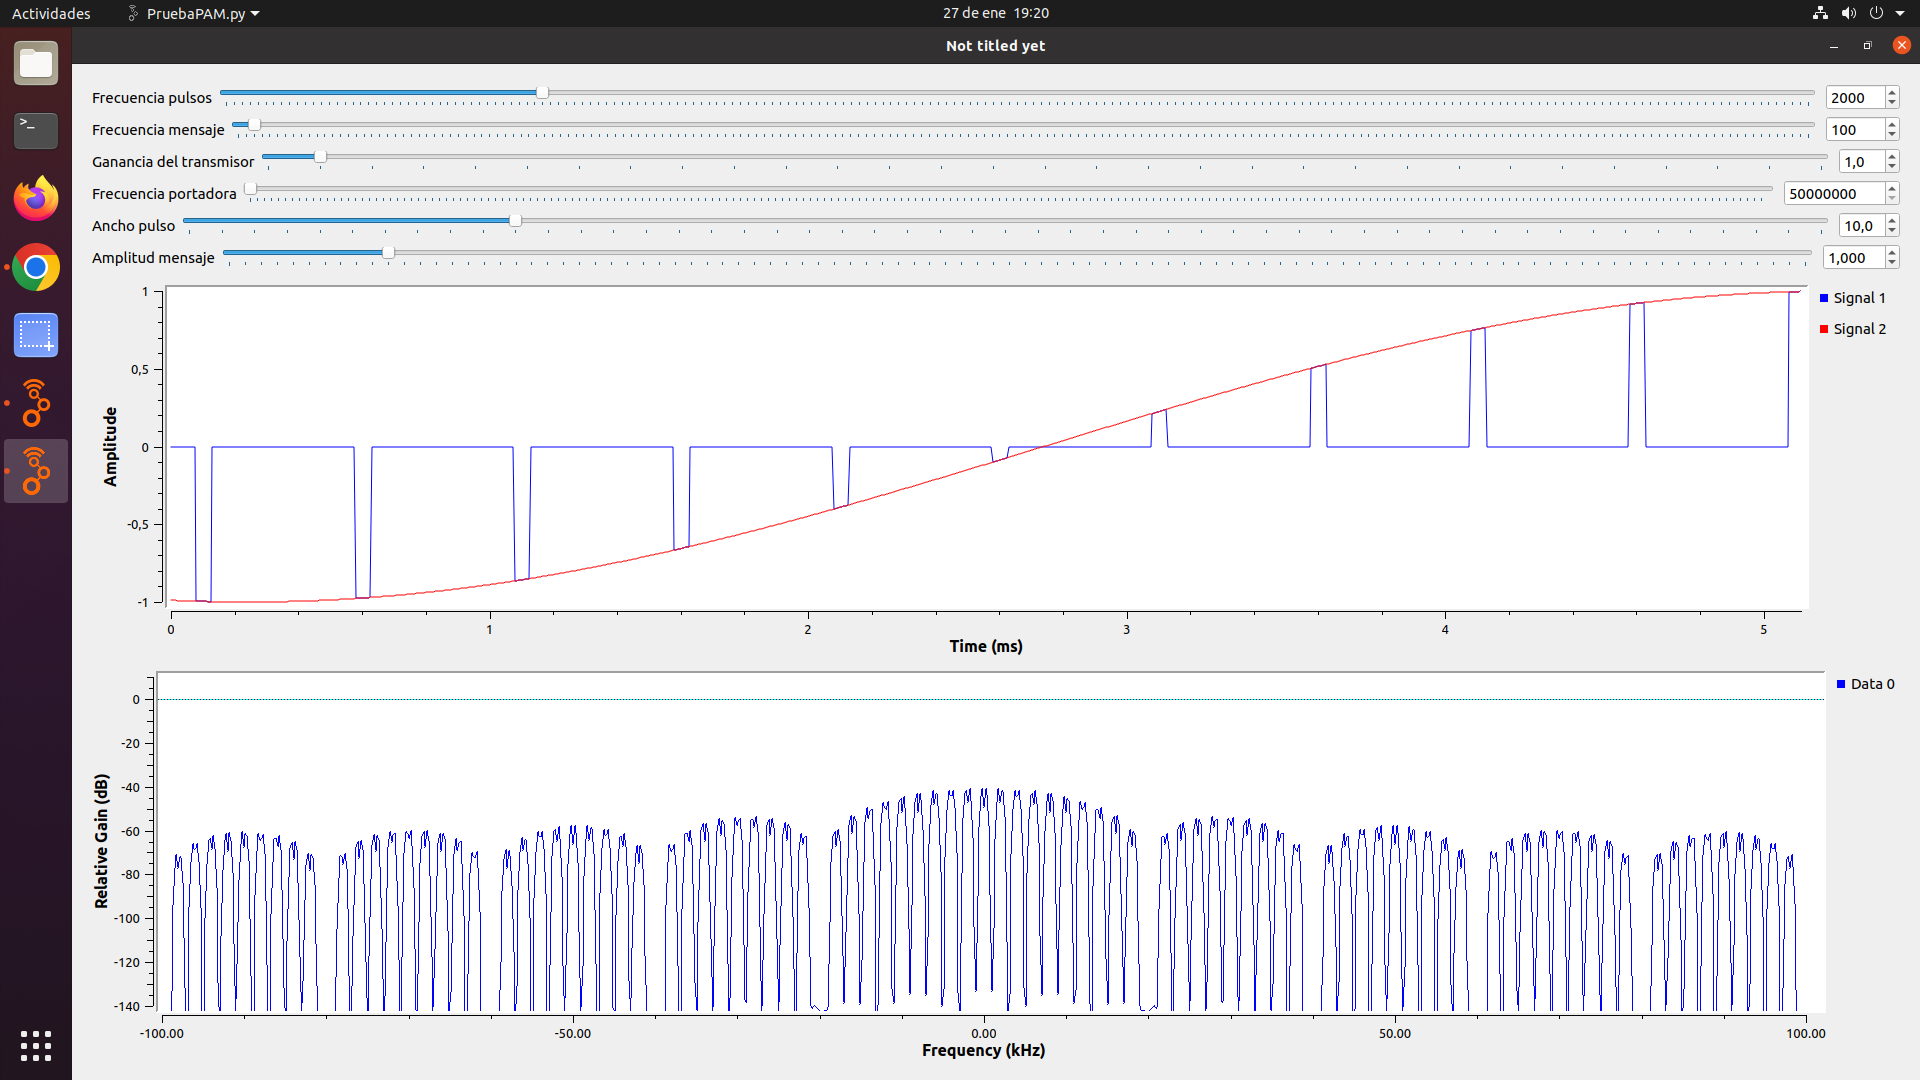 Actividades PruebaPAM.py 27 de ene 19:20
Not titled yet
Frecuencia pulsos 2000
Frecuencia mensaje 100
Ganancia del transmisor 1,0
Frecuencia portadora 50000000
Ancho pulso 10,0
Amplitud mensaje 1,000
Signal 1
Signal 2
Amplitude
1
0,5
0
-0,5
-1
0 1 2 3 4 5
Time (ms)
Data 0
Relative Gain (dB)
0
-20
-40
-60
-80
-100
-120
-140
-100.00 -50.00 0.00 50.00 100.00
Frequency (kHz)